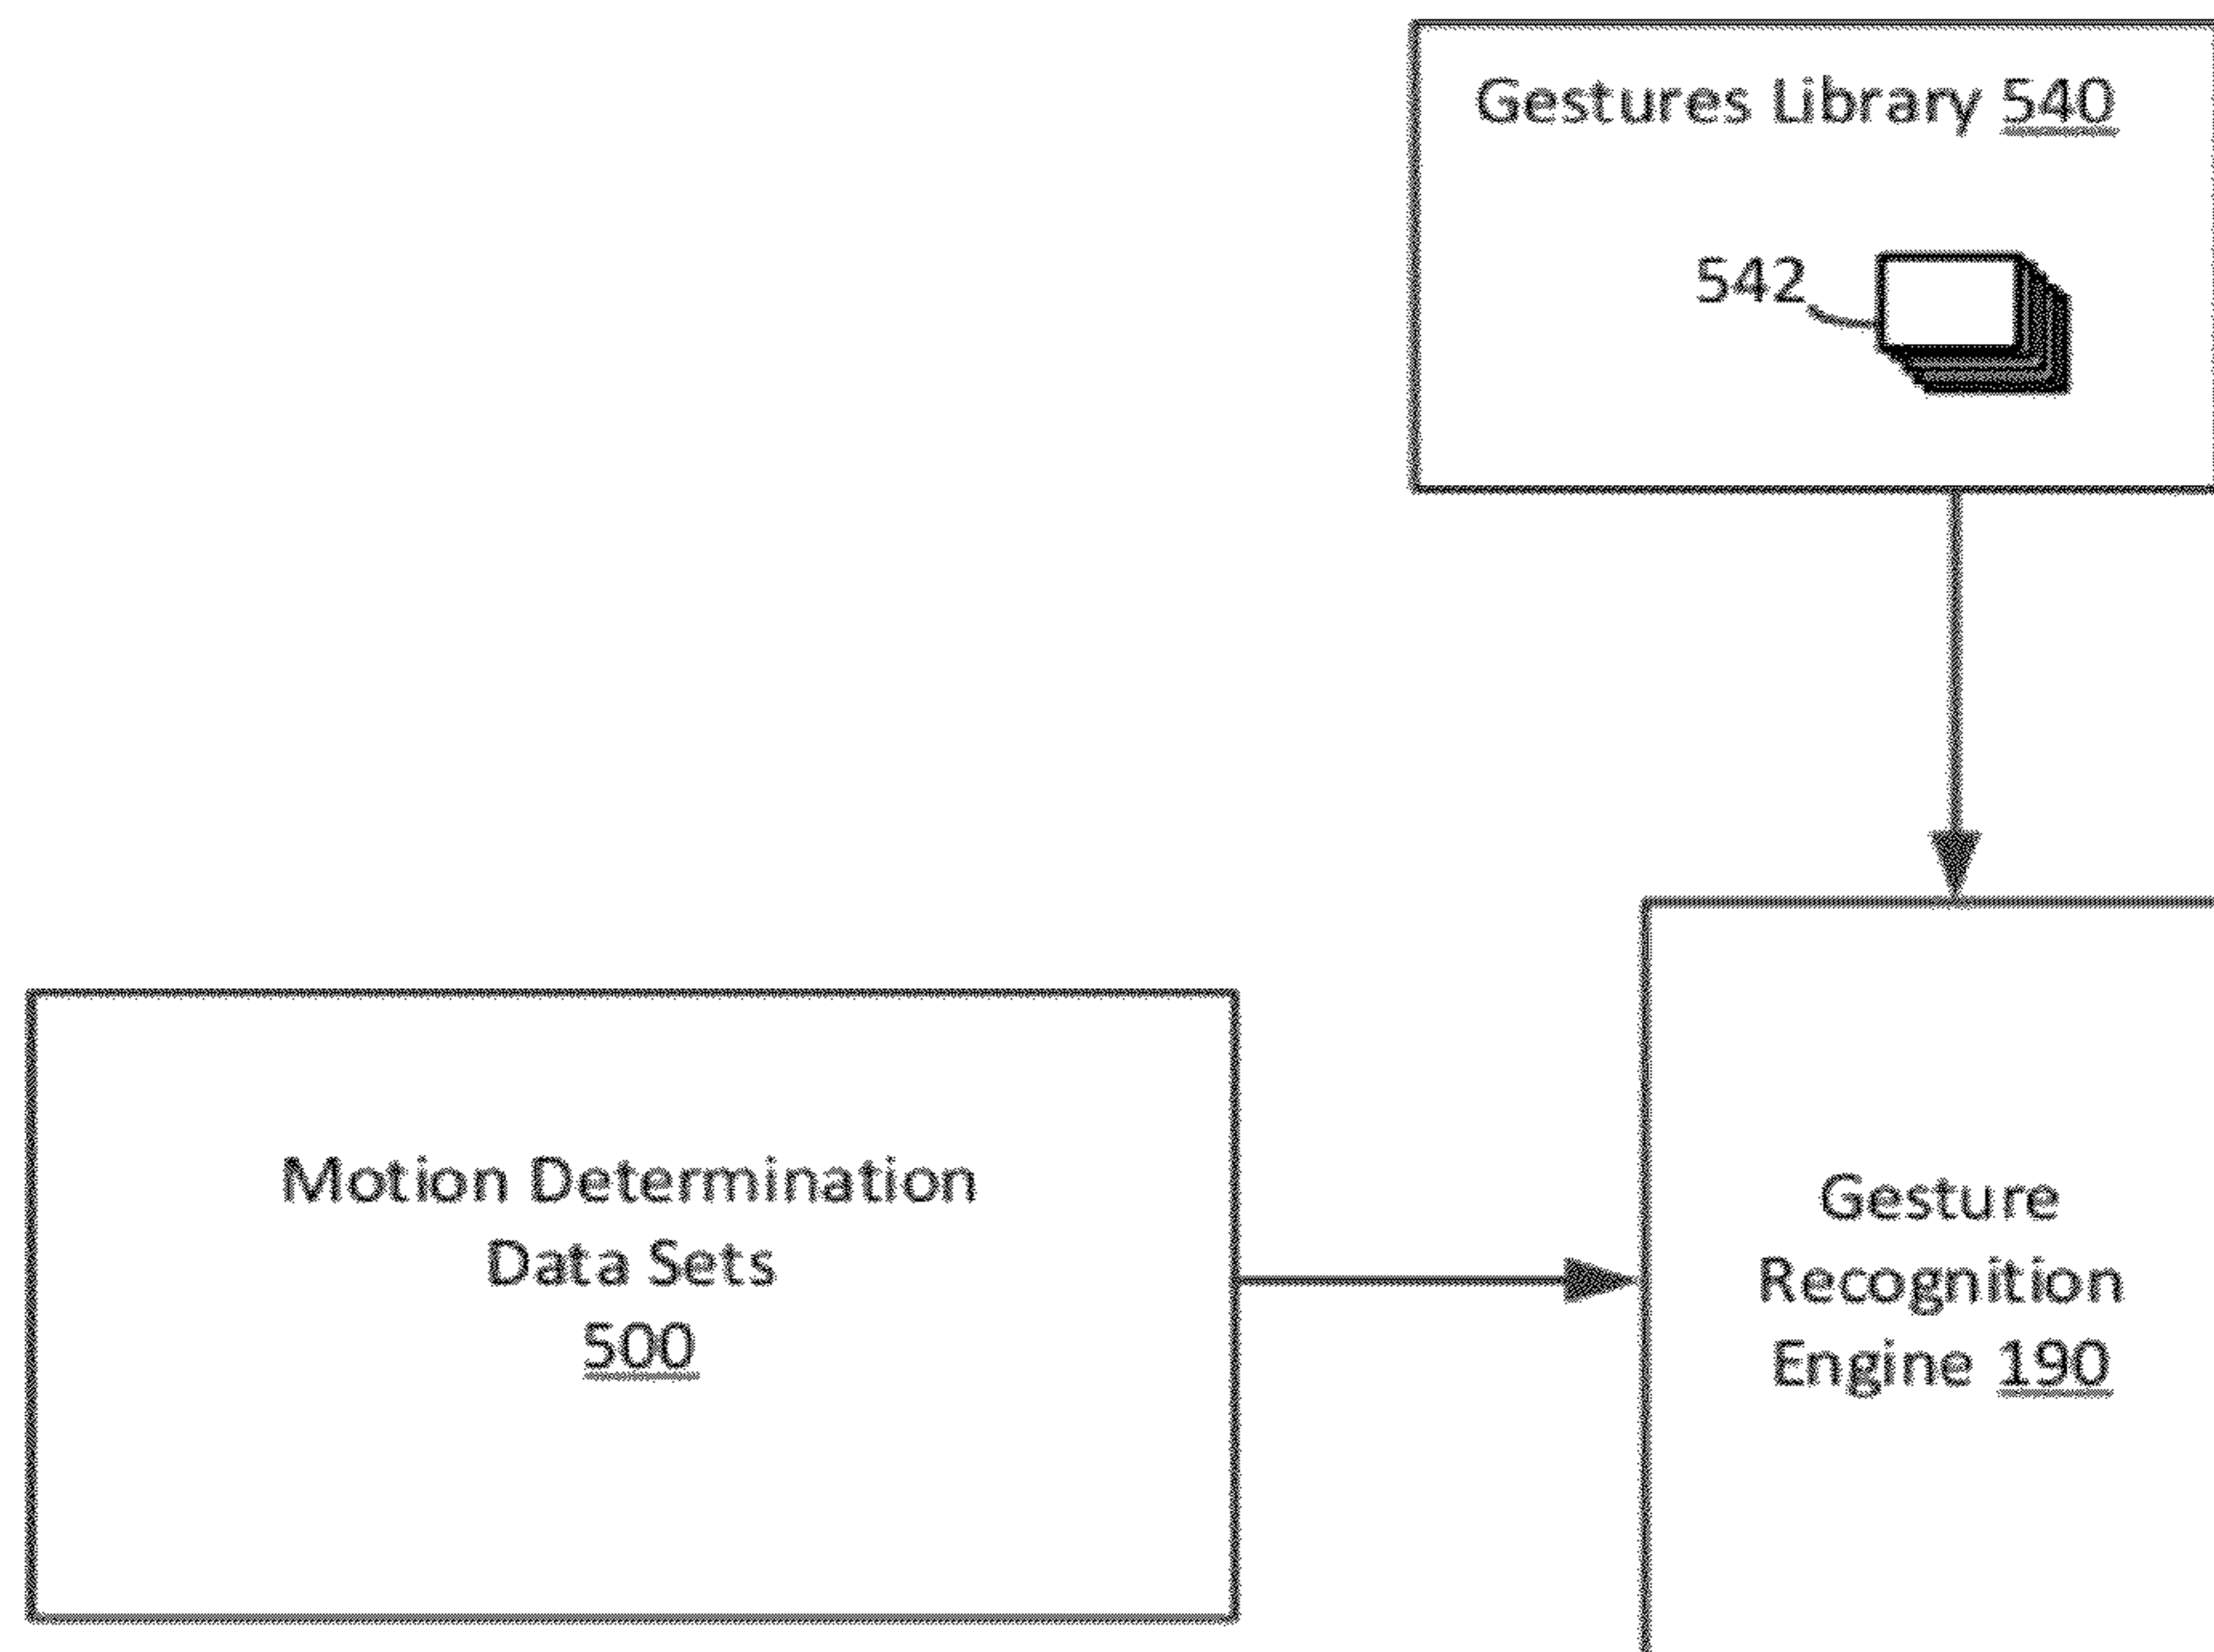 Gestures Library 540
542
Motion Determination
Data Sets
500
Gesture
Recognition
Engine 190